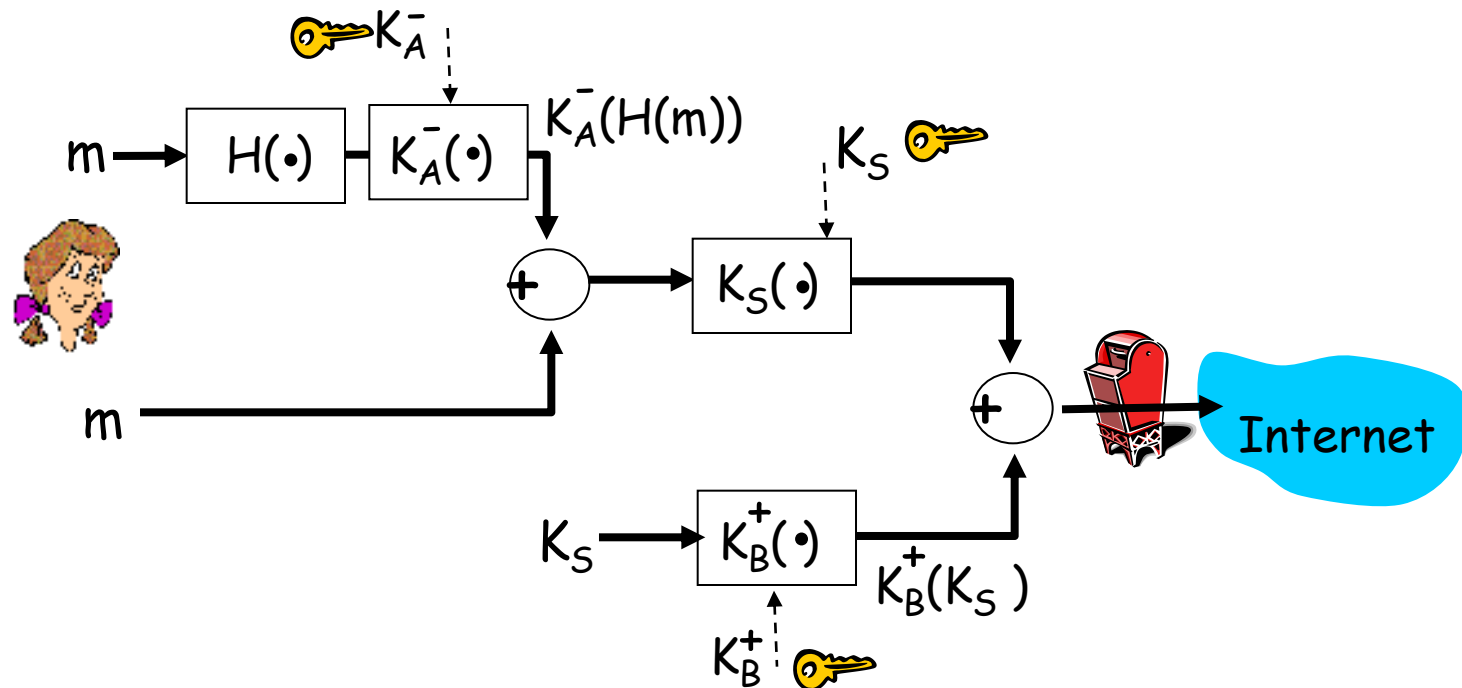 K_A^-
m
H(•)
K_A^-(•)
K_A^-(H(m))
K_S
+
K_S(•)
m
+
Internet
K_S
K_B^+(•)
K_B^+(K_S )
K_B^+